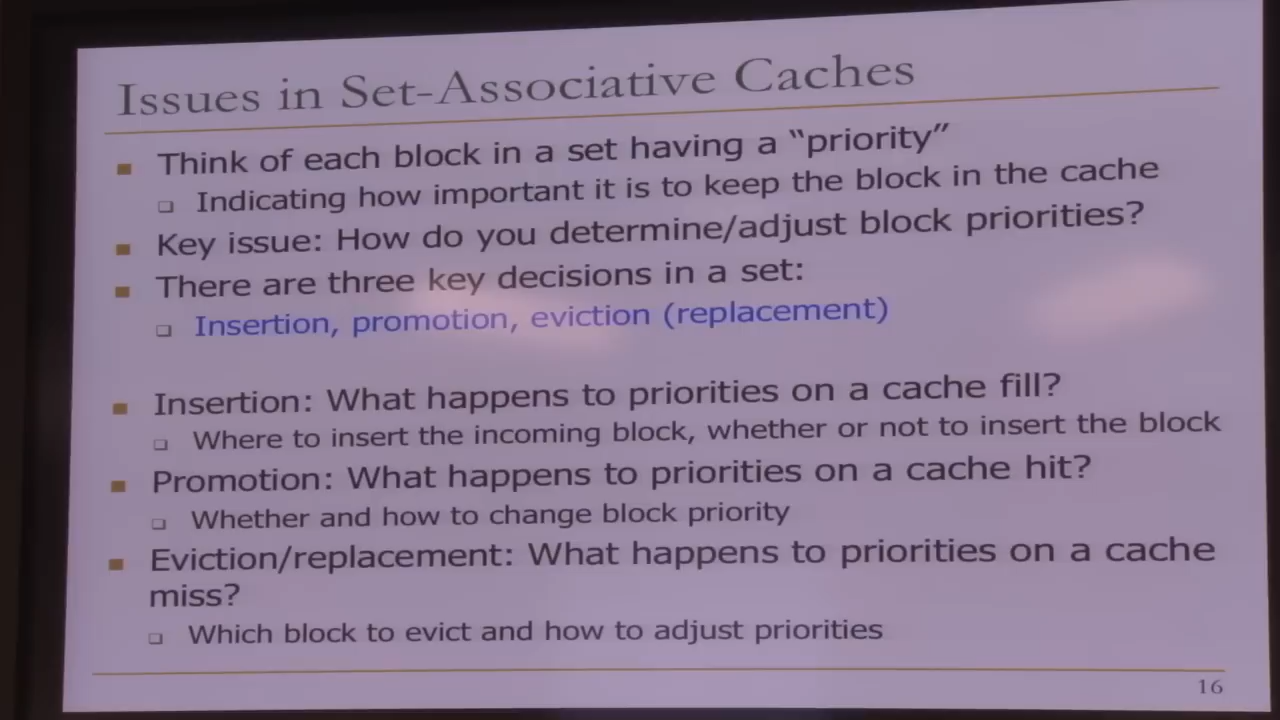 Issues in Set-Associative Caches
■ Think of each block in a set having a “priority”
❑ Indicating how important it is to keep the block in the cache
■ Key issue: How do you determine/adjust block priorities?
■ There are three key decisions in a set:
❑ Insertion, promotion, eviction (replacement)
■ Insertion: What happens to priorities on a cache fill?
❑ Where to insert the incoming block, whether or not to insert the block
■ Promotion: What happens to priorities on a cache hit?
❑ Whether and how to change block priority
■ Eviction/replacement: What happens to priorities on a cache
miss?
❑ Which block to evict and how to adjust priorities
16